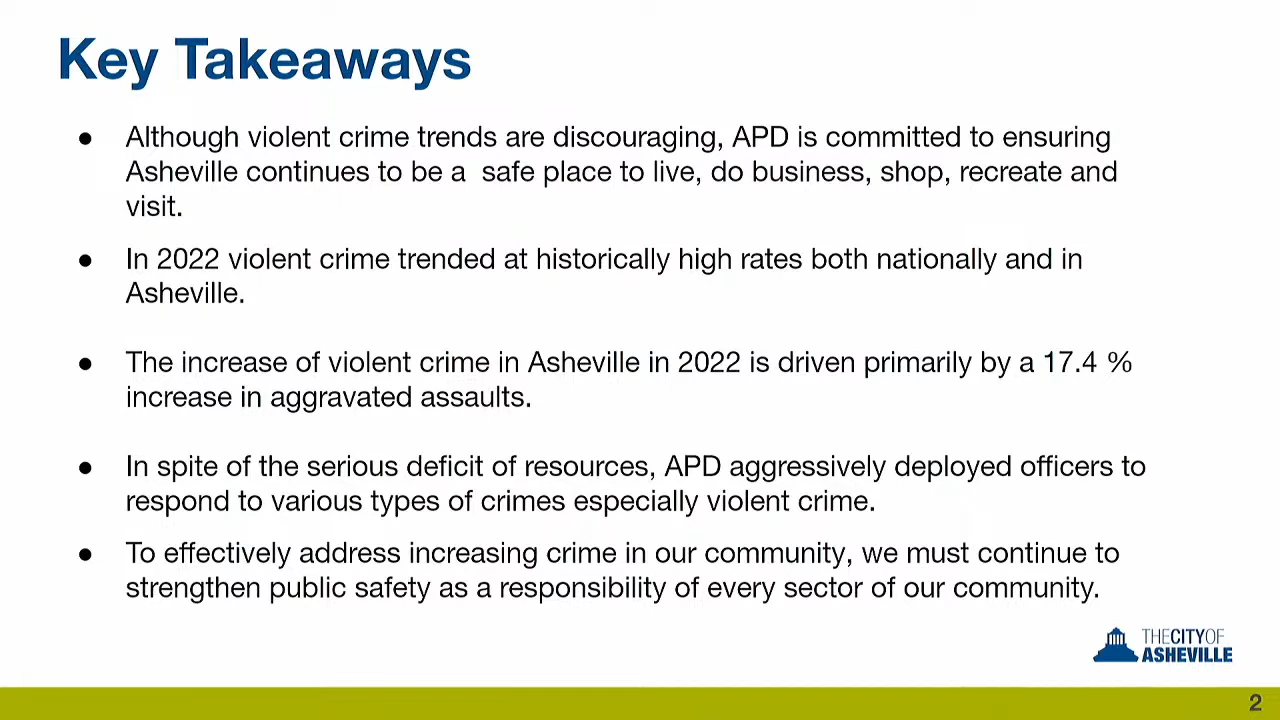 Key Takeaways
● Although violent crime trends are discouraging, APD is committed to ensuring
Asheville continues to be a  safe place to live, do business, shop, recreate and
visit.
● In 2022 violent crime trended at historically high rates both nationally and in
Asheville.
● The increase of violent crime in Asheville in 2022 is driven primarily by a 17.4 %
increase in aggravated assaults.
● In spite of the serious deficit of resources, APD aggressively deployed officers to
respond to various types of crimes especially violent crime.
● To effectively address increasing crime in our community, we must continue to
strengthen public safety as a responsibility of every sector of our community.
THE CITY OF
ASHEVILLE
2